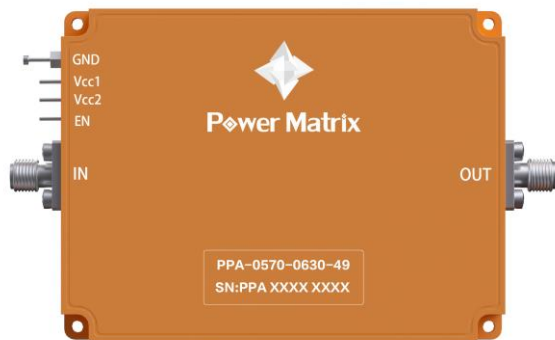 GND
Vcc1
Vcc2
EN
Power Matrix
IN
OUT
PPA-0570-0630-49
SN:PPA XXXX XXXX